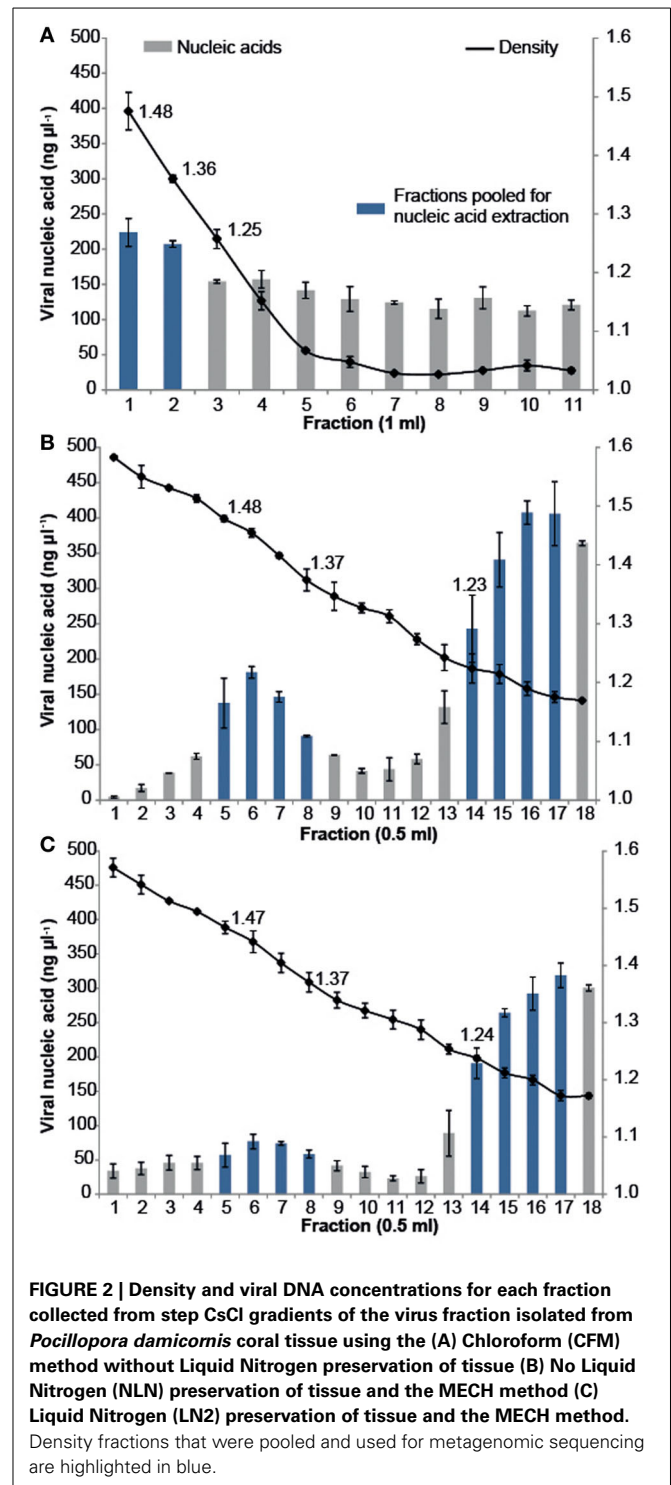 A
Nucleic acids
Density
Fractions pooled for
nucleic acid extraction
Viral nucleic acid (ng µl-1)
500
450
400
350
300
250
200
150
100
50
0
1.6
1.5
1.4
1.3
1.2
1.1
1.0
1.48
1.36
1.25
1 2 3 4 5 6 7 8 9 10 11
Fraction (1 ml)
B
Viral nucleic acid (ng µl-1)
500
450
400
350
300
250
200
150
100
50
0
1.6
1.5
1.4
1.3
1.2
1.1
1.0
1.48
1.37
1.23
1 2 3 4 5 6 7 8 9 10 11 12 13 14 15 16 17 18
Fraction (0.5 ml)
C
Viral nucleic acid (ng µl-1)
500
450
400
350
300
250
200
150
100
50
0
1.6
1.5
1.4
1.3
1.2
1.1
1.0
1.47
1.37
1.24
1 2 3 4 5 6 7 8 9 10 11 12 13 14 15 16 17 18
Fraction (0.5 ml)
FIGURE 2 | Density and viral DNA concentrations for each fraction
collected from step CsCl gradients of the virus fraction isolated from
Pocillopora damicornis coral tissue using the (A) Chloroform (CFM)
method without Liquid Nitrogen preservation of tissue (B) No Liquid
Nitrogen (NLN) preservation of tissue and the MECH method (C)
Liquid Nitrogen (LN2) preservation of tissue and the MECH method.
Density fractions that were pooled and used for metagenomic sequencing
are highlighted in blue.